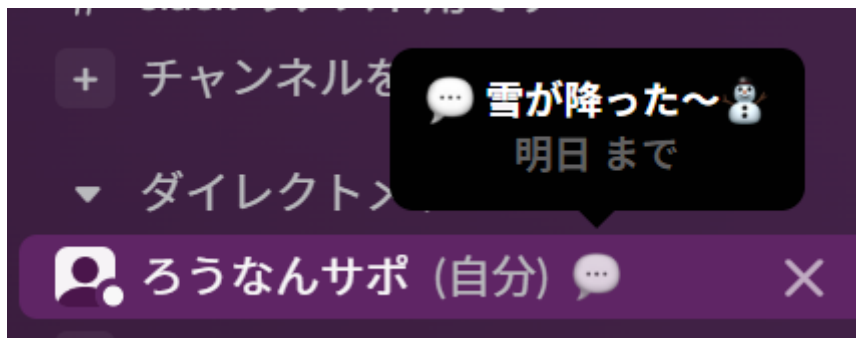 + チャンネルを
💬 雪が降った～☃
明日 まで
ダイレクト
ろうなんサポ (自分) 💬